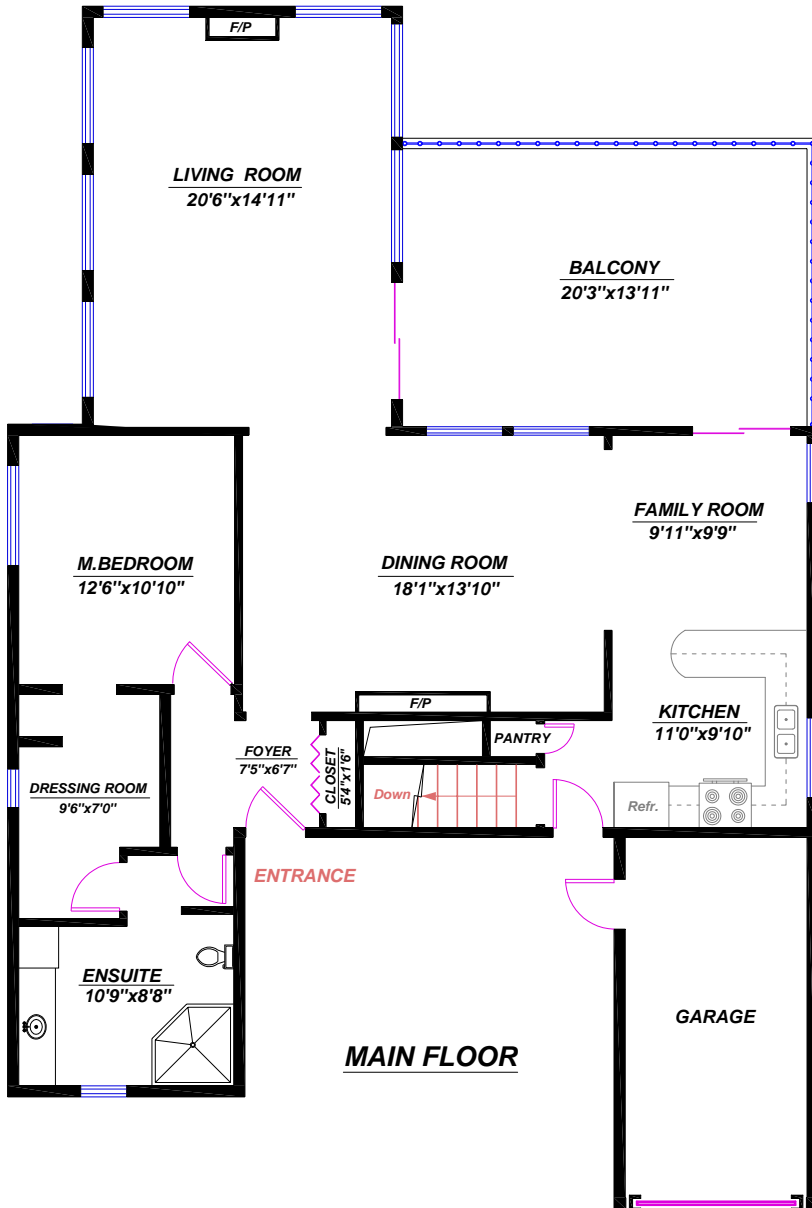 F/P
LIVING ROOM
20'6"x14'11"
BALCONY
20'3"x13'11"
FAMILY ROOM
9'11"x9'9"
M.BEDROOM
12'6"x10'10"
DINING ROOM
18'1"x13'10"
F/P
KITCHEN
11'0"x9'10"
PANTRY
FOYER
7'5"x6'7"
CLOSET
5'4"x1'6"
DRESSING ROOM
9'6"x7'0"
Down
Refr.
ENTRANCE
ENSUITE
10'9"x8'8"
GARAGE
MAIN FLOOR